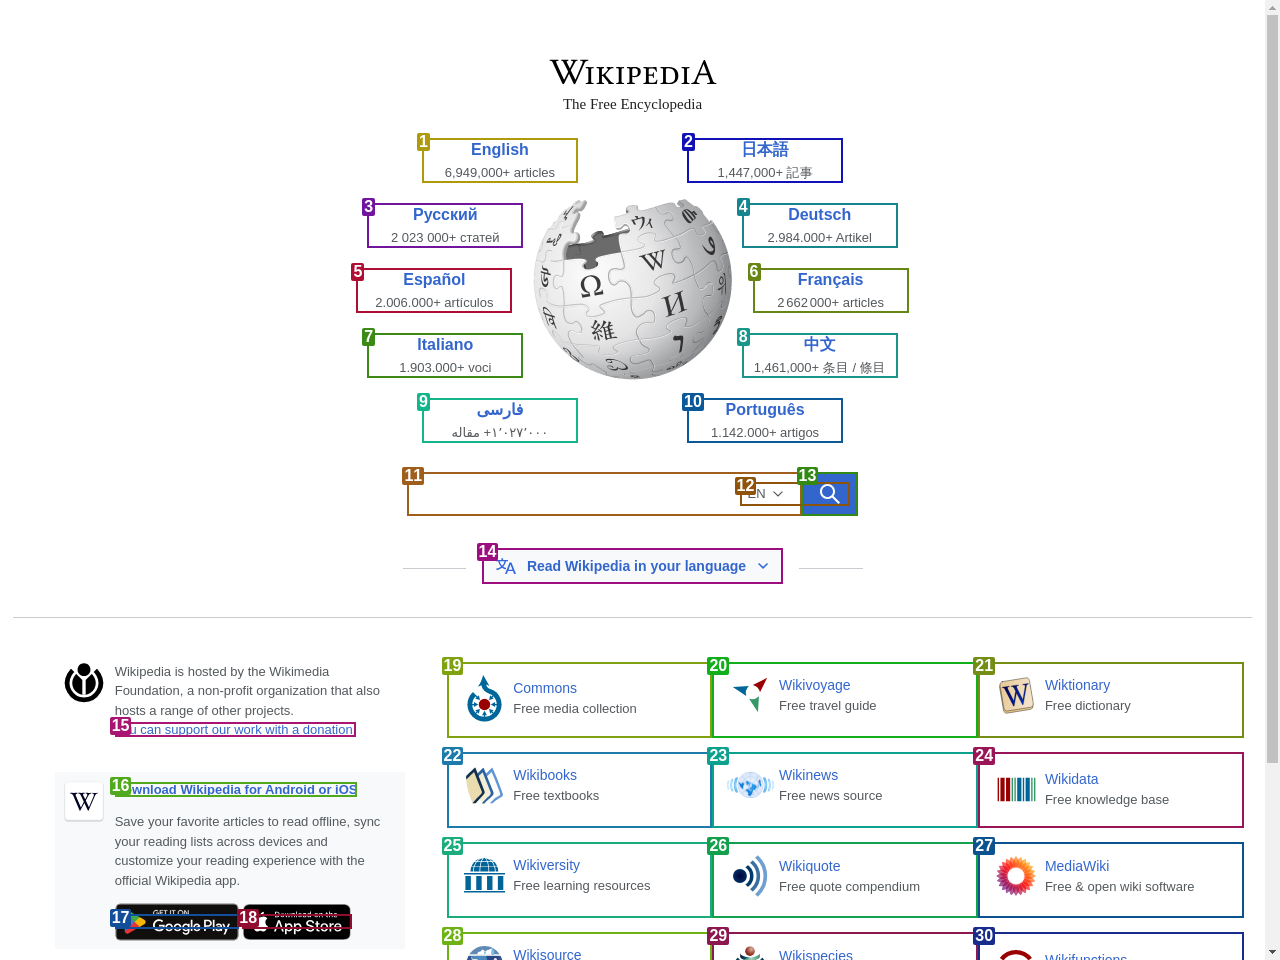 WIKIPEDIA
The Free Encyclopedia
1
English
6,949,000+ articles
2
日本語
1,447,000+ 記事
3
Русский
2 023 000+ статей
4
Deutsch
2.984.000+ Artikel
5
Español
2.006.000+ artículos
6
Français
2 662 000+ articles
7
Italiano
1.903.000+ voci
8
中文
1,461,000+ 条目 / 條目
9
فارسی
۱٬۰۲۷٬۰۰۰+ مقاله
10
Português
1.142.000+ artigos
11
12
EN
13
14
Read Wikipedia in your language
Wikipedia is hosted by the Wikimedia
Foundation, a non-profit organization that also
hosts a range of other projects.
15
u can support our work with a donation.
16
wnload Wikipedia for Android or iOS
Save your favorite articles to read offline, sync
your reading lists across devices and
customize your reading experience with the
official Wikipedia app.
17
GET IT ON
Google Play
18
Download on the
App Store
19
Commons
Free media collection
20
Wikivoyage
Free travel guide
21
Wiktionary
Free dictionary
22
Wikibooks
Free textbooks
23
Wikinews
Free news source
24
Wikidata
Free knowledge base
25
Wikiversity
Free learning resources
26
Wikiquote
Free quote compendium
27
MediaWiki
Free & open wiki software
28
Wikisource
29
Wikispecies
30
Wikifunctions